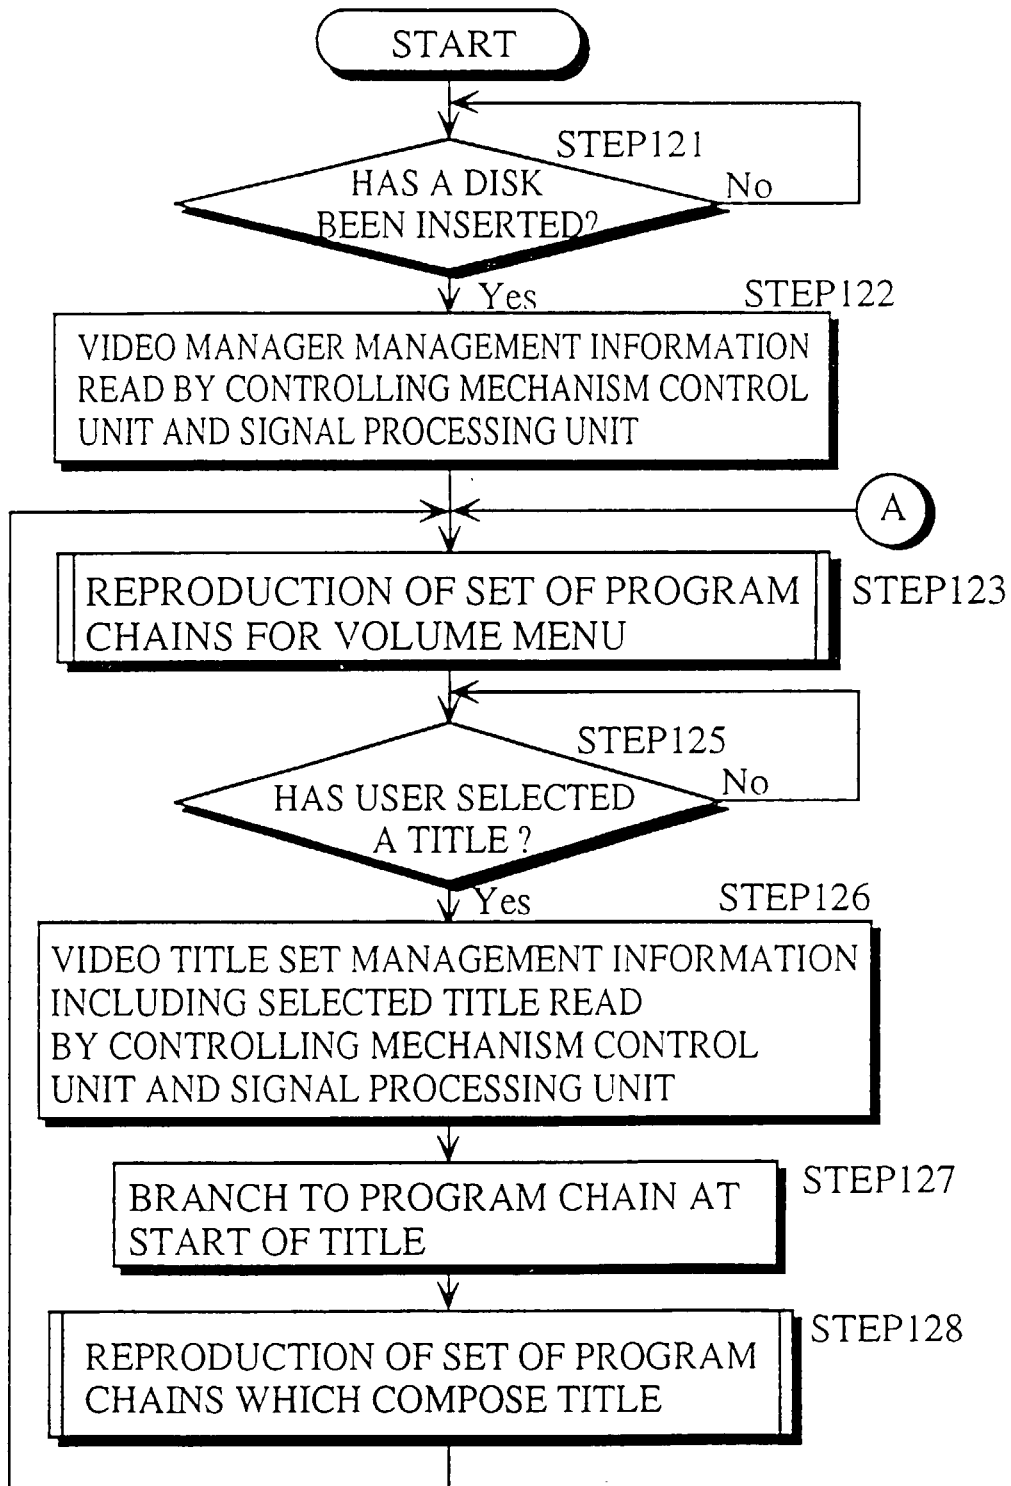 START
STEP121
HAS A DISK
BEEN INSERTED?
No
Yes
STEP122
VIDEO MANAGER MANAGEMENT INFORMATION
READ BY CONTROLLING MECHANISM CONTROL
UNIT AND SIGNAL PROCESSING UNIT
A
REPRODUCTION OF SET OF PROGRAM
CHAINS FOR VOLUME MENU
STEP123
STEP125
HAS USER SELECTED
A TITLE ?
No
Yes
STEP126
VIDEO TITLE SET MANAGEMENT INFORMATION
INCLUDING SELECTED TITLE READ
BY CONTROLLING MECHANISM CONTROL
UNIT AND SIGNAL PROCESSING UNIT
STEP127
BRANCH TO PROGRAM CHAIN AT
START OF TITLE
STEP128
REPRODUCTION OF SET OF PROGRAM
CHAINS WHICH COMPOSE TITLE